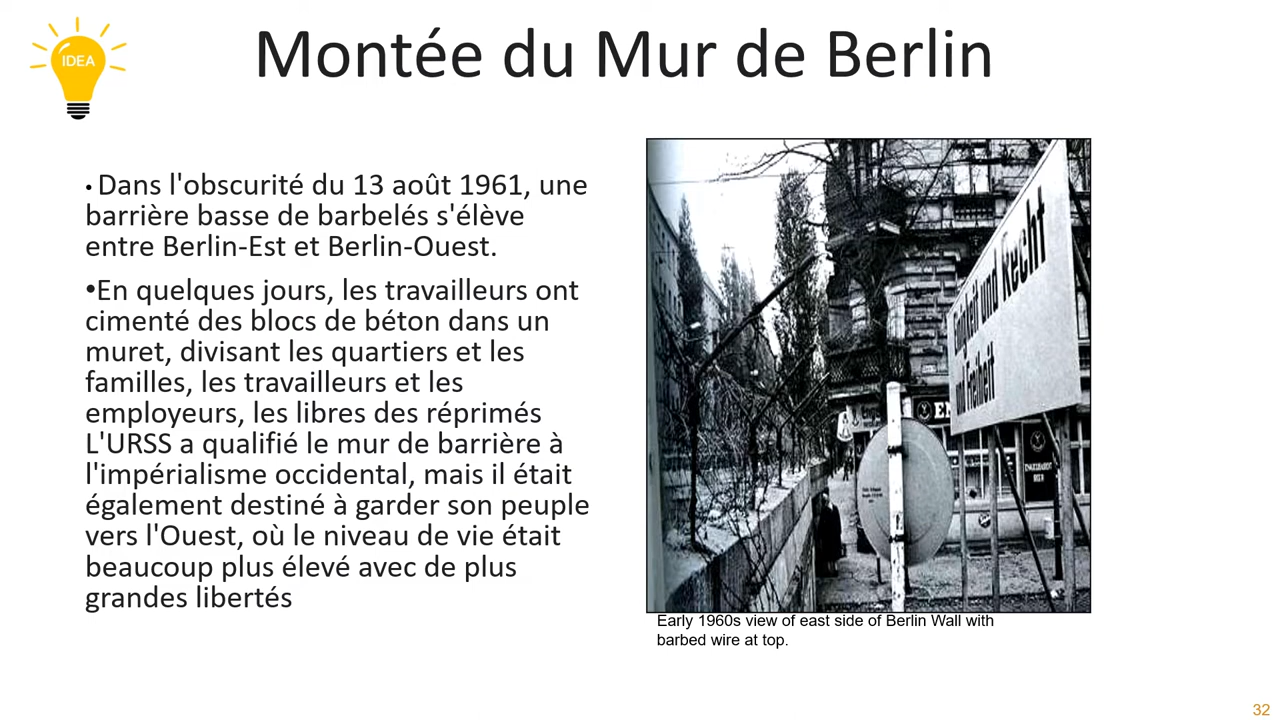 IDEA
Montée du Mur de Berlin
• Dans l'obscurité du 13 août 1961, une
barrière basse de barbelés s'élève
entre Berlin-Est et Berlin-Ouest.
•En quelques jours, les travailleurs ont
cimenté des blocs de béton dans un
muret, divisant les quartiers et les
familles, les travailleurs et les
employeurs, les libres des réprimés
L'URSS a qualifié le mur de barrière à
l'impérialisme occidental, mais il était
également destiné à garder son peuple
vers l'Ouest, où le niveau de vie était
beaucoup plus élevé avec de plus
grandes libertés
Einigkeit und Recht
und Freiheit
Early 1960s view of east side of Berlin Wall with
barbed wire at top.
32